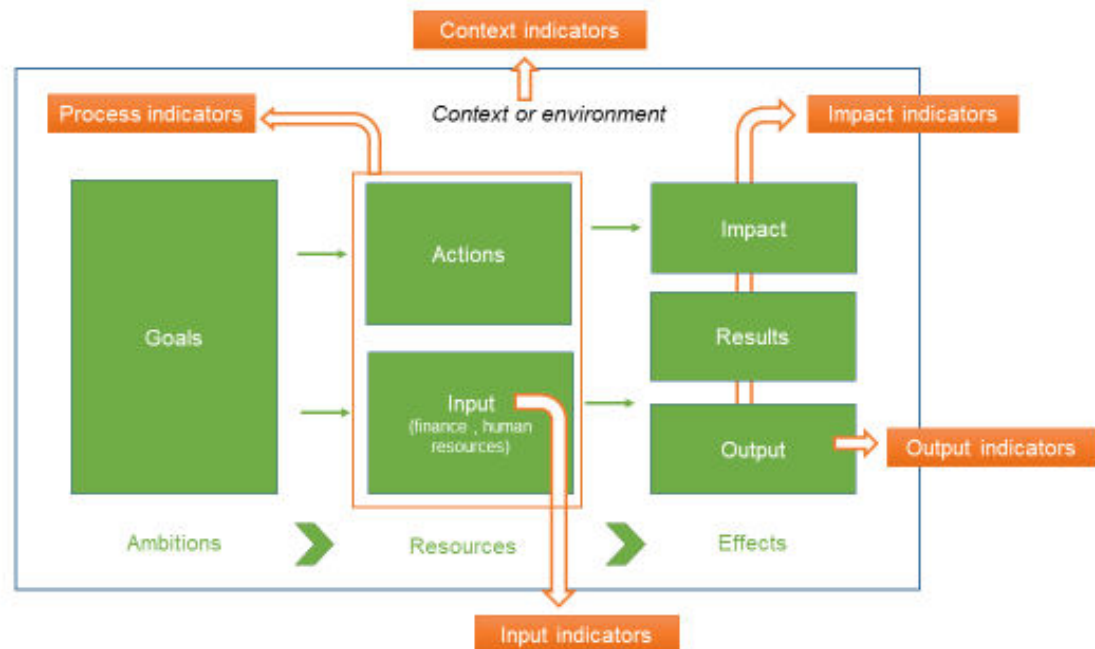 Context indicators
Process indicators
Context or environment
Impact indicators
Goals
Actions
Impact
Results
Input
(finance , human
resources)
Output
Output indicators
Ambitions
Resources
Effects
Input indicators